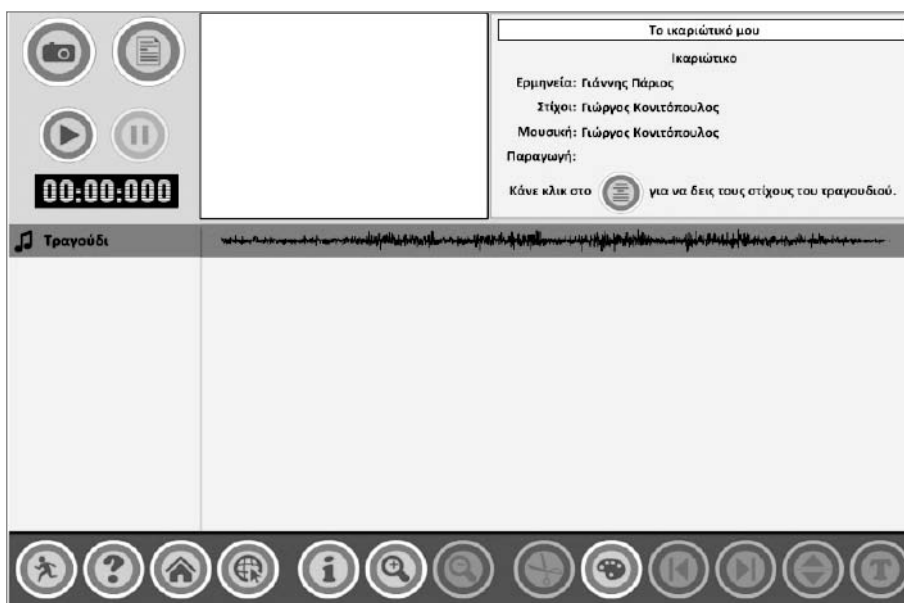 Το ικαριώτικό μου
Ικαριώτικο
Ερμηνεία: Γιάννης Πάριος
Στίχοι: Γιώργος Κονιτόπουλος
Μουσική: Γιώργος Κονιτόπουλος
Παραγωγή:
Κάνε κλικ στο για να δεις τους στίχους του τραγουδιού.
00:00:000
Τραγούδι